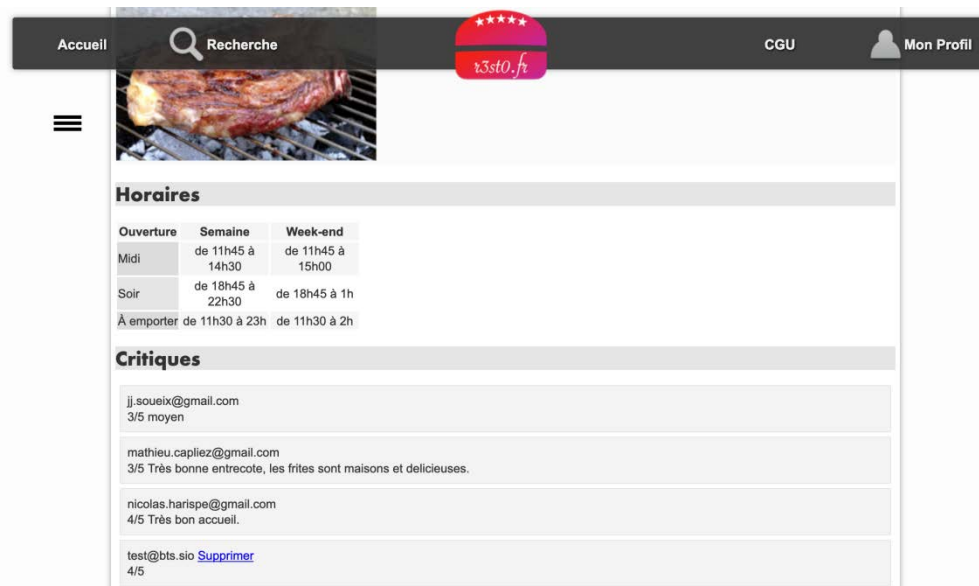 Accueil
Recherche
r3st0.fr
CGU
Mon Profil
Horaires
Ouverture Semaine Week-end
Midi de 11h45 à 14h30 de 11h45 à 15h00
Soir de 18h45 à 22h30 de 18h45 à 1h
À emporter de 11h30 à 23h de 11h30 à 2h
Critiques
jj.soueix@gmail.com
3/5 moyen
mathieu.capliez@gmail.com
3/5 Très bonne entrecote, les frites sont maisons et delicieuses.
nicolas.harispe@gmail.com
4/5 Très bon accueil.
test@bts.sio Supprimer
4/5